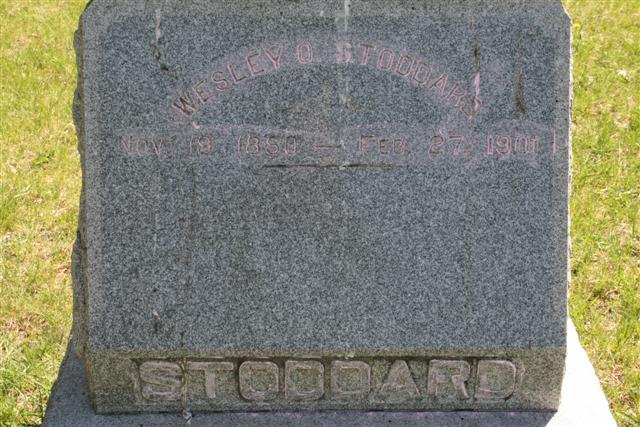 WESLEY O. STODDARD
NOV. 19, 1850 — FEB. 27, 1901
STODDARD